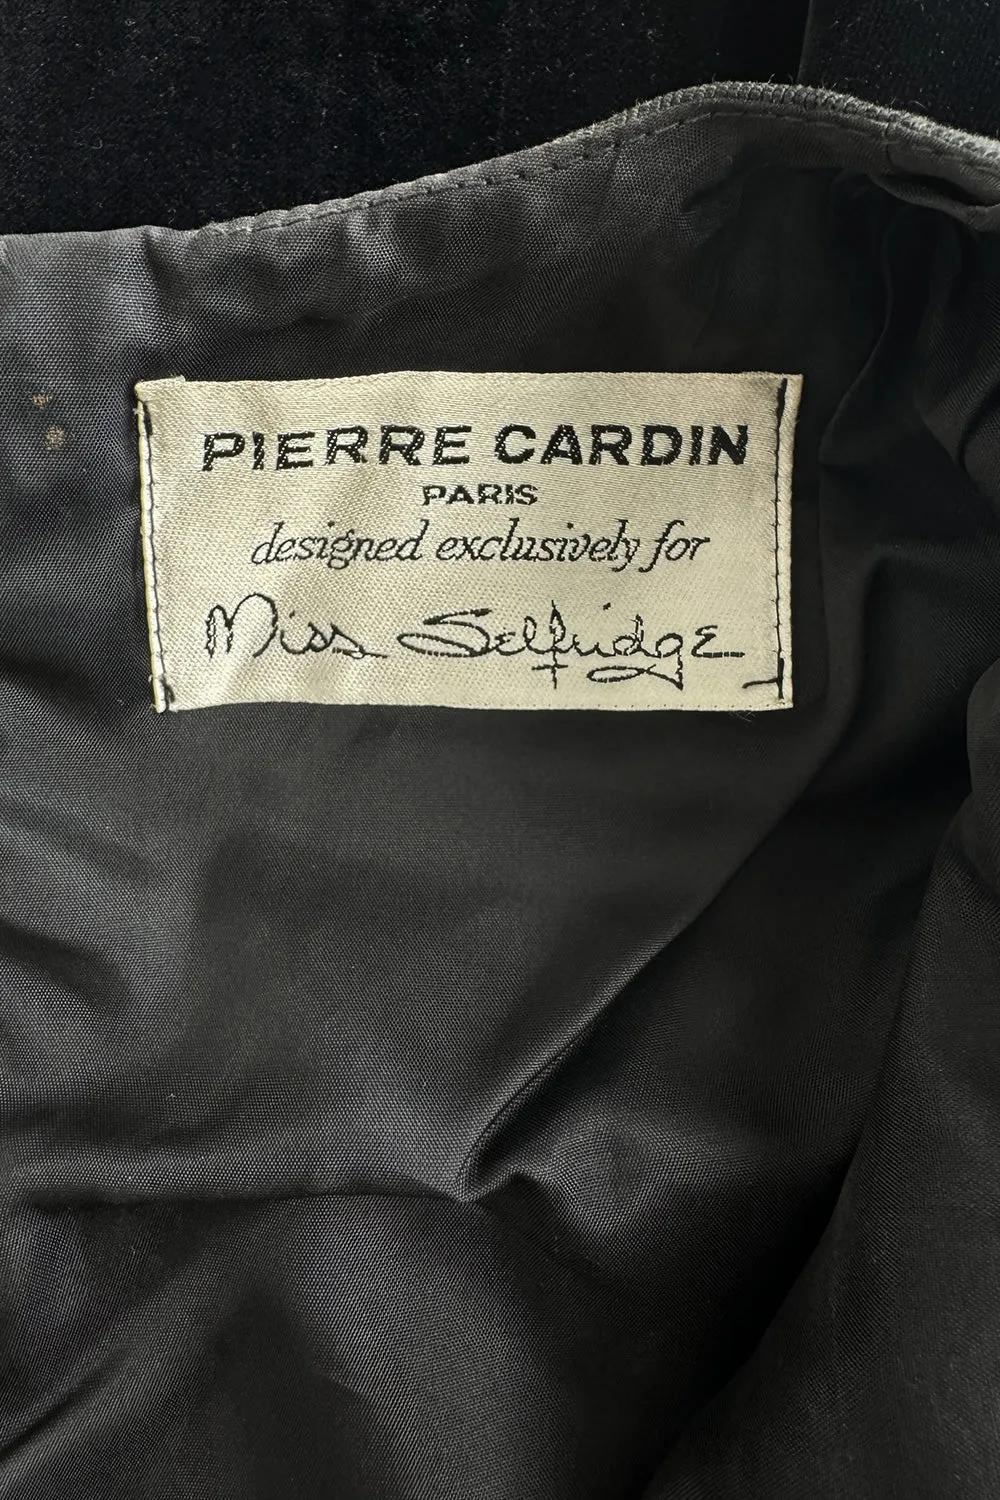 PIERRE CARDIN
PARIS
designed exclusively for
Miss Selfridge